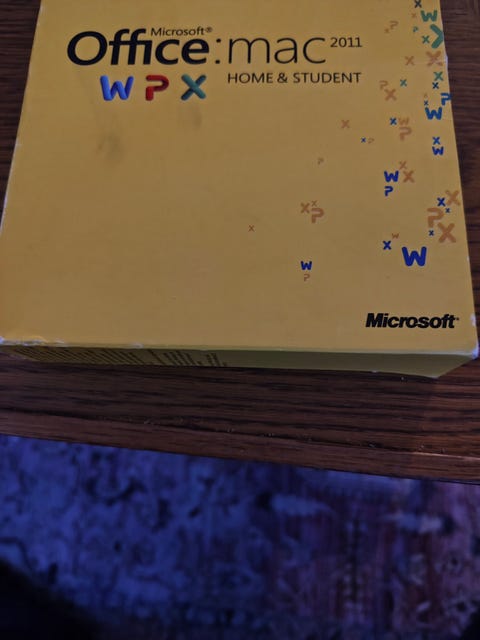 Microsoft®
Office:mac 2011
W P X HOME & STUDENT
Microsoft